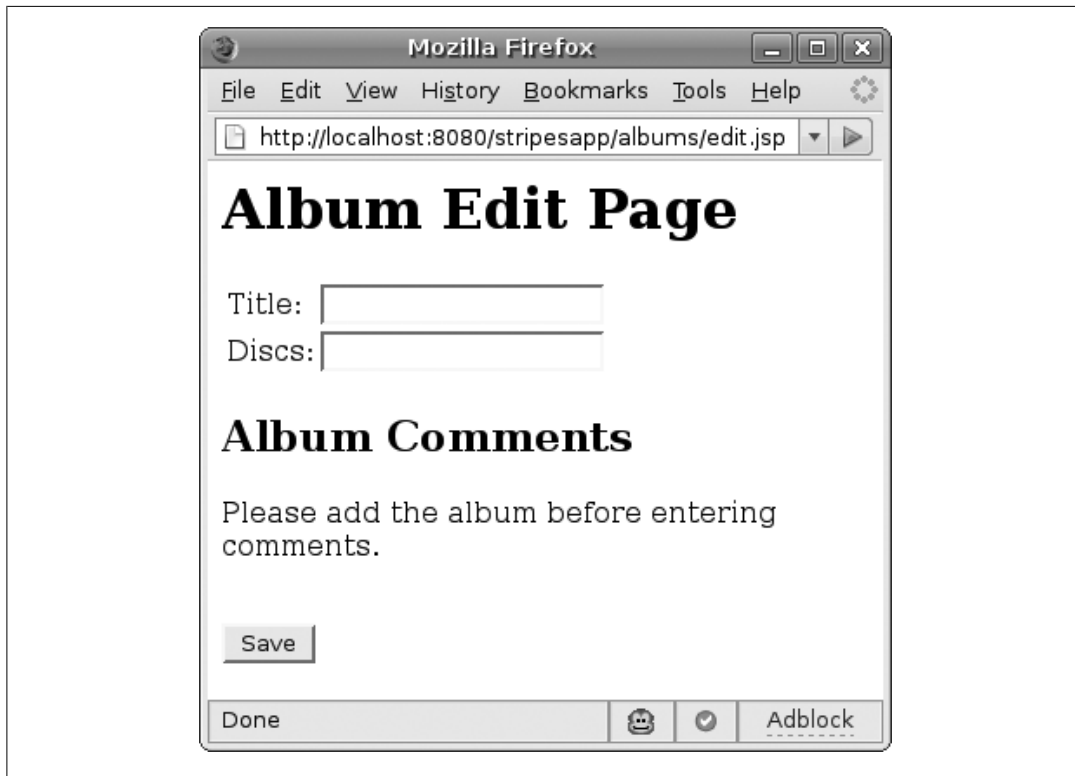 Mozilla Firefox
File Edit View History Bookmarks Tools Help
http://localhost:8080/stripesapp/albums/edit.jsp
Album Edit Page
Title:
Discs:
Album Comments
Please add the album before entering
comments.
Save
Done Adblock